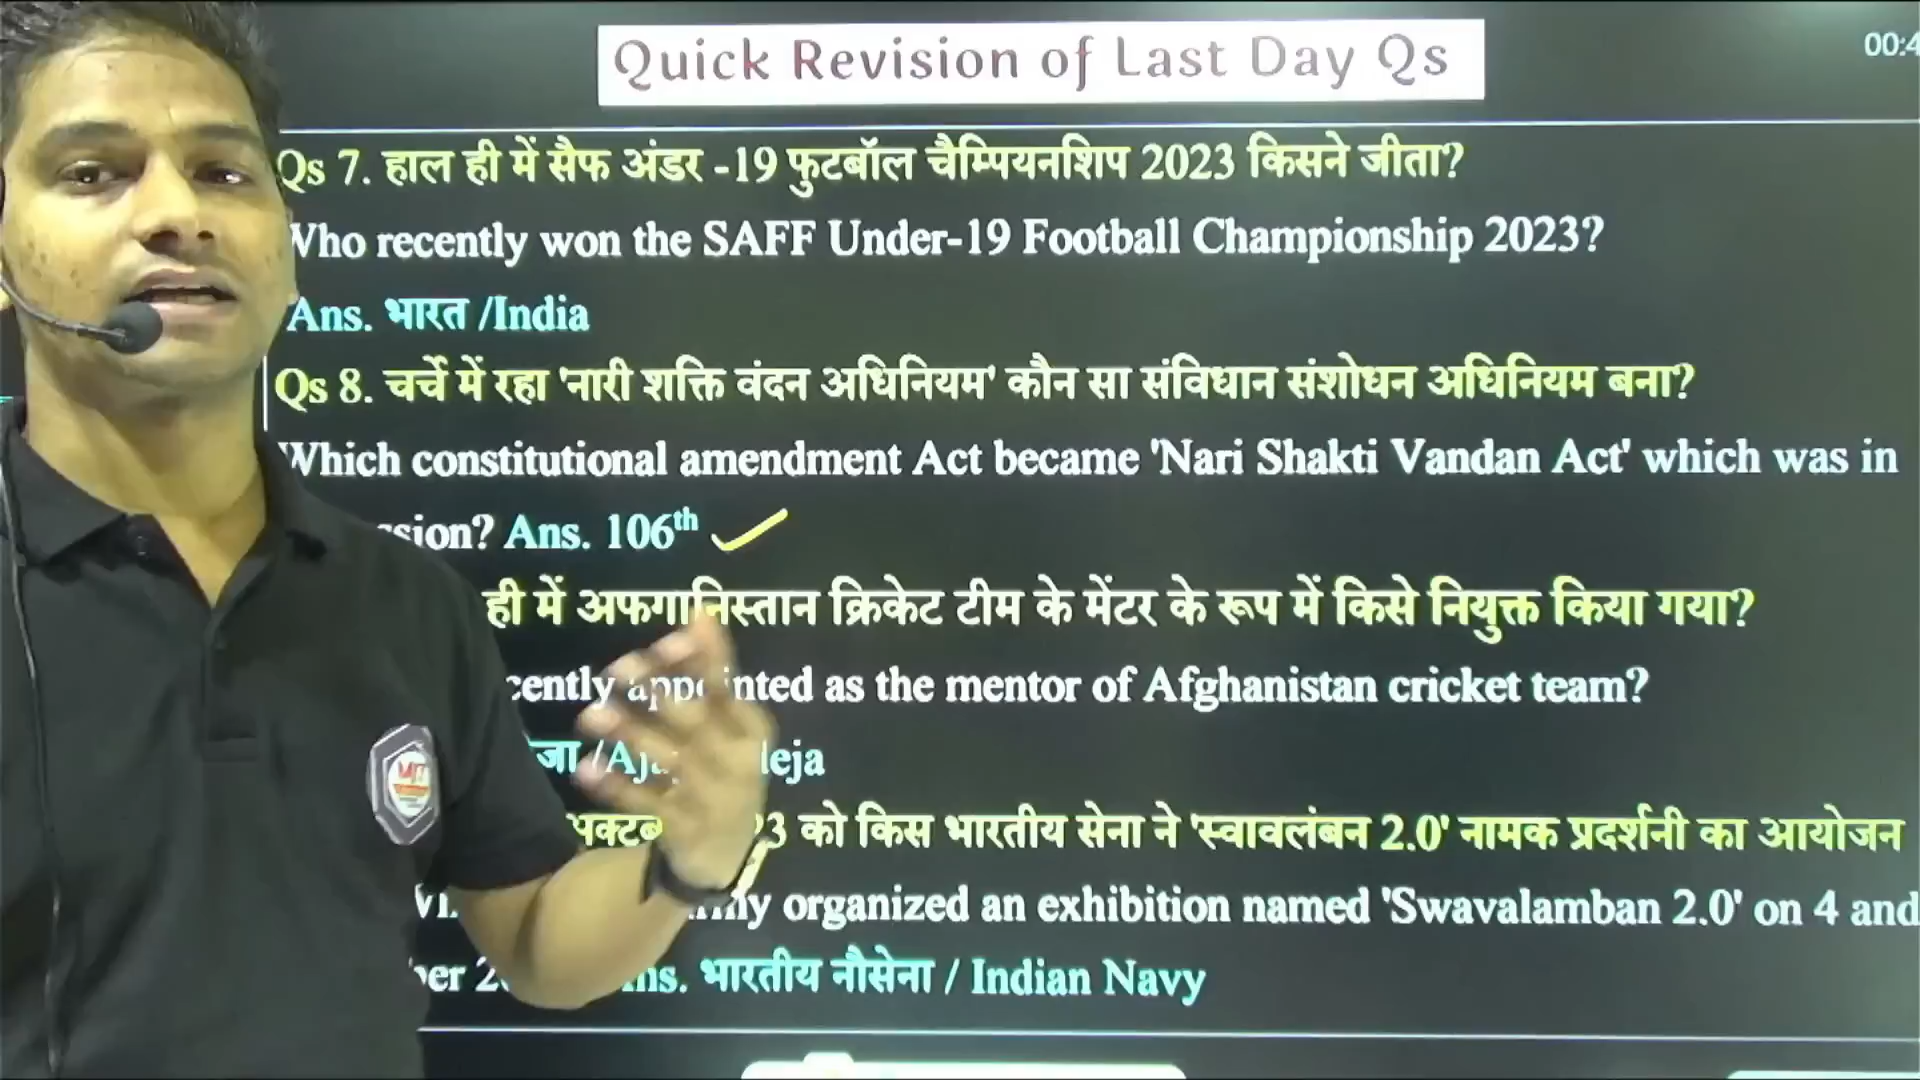 Quick Revision of Last Day Qs
00:4
Qs 7. हाल ही में सैफ अंडर -19 फुटबॉल चैम्पियनशिप 2023 किसने जीता?
Who recently won the SAFF Under-19 Football Championship 2023?
Ans. भारत /India
Qs 8. चर्चे में रहा 'नारी शक्ति वंदन अधिनियम' कौन सा संविधान संशोधन अधिनियम बना?
Which constitutional amendment Act became 'Nari Shakti Vandan Act' which was in
Ans. 106th
ही में अफगानिस्तान क्रिकेट टीम के मेंटर के रूप में किसे नियुक्त किया गया?
as the mentor of Afghanistan cricket team?
को किस भारतीय सेना ने 'स्वावलंबन 2.0' नामक प्रदर्शनी का आयोजन
organized an exhibition named 'Swavalamban 2.0' on 4 and
भारतीय नौसेना / Indian Navy